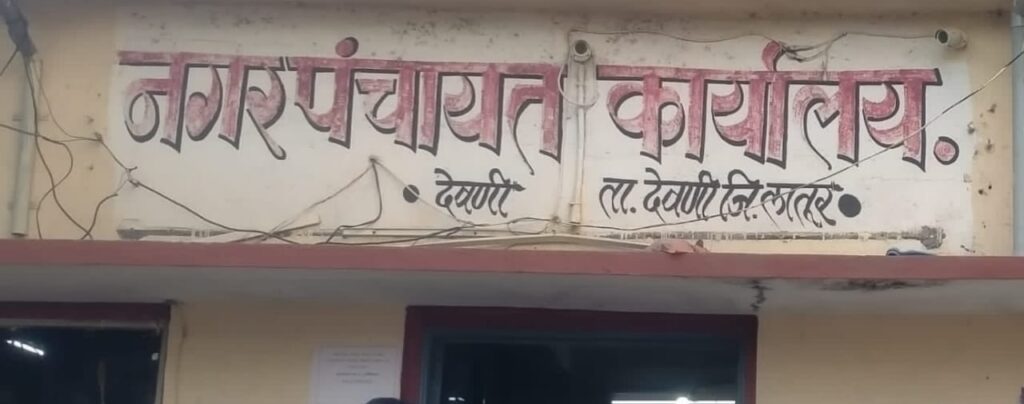 नगरपंचायत कार्यालय.
• देवणी ता. देवणी जि. लातूर •